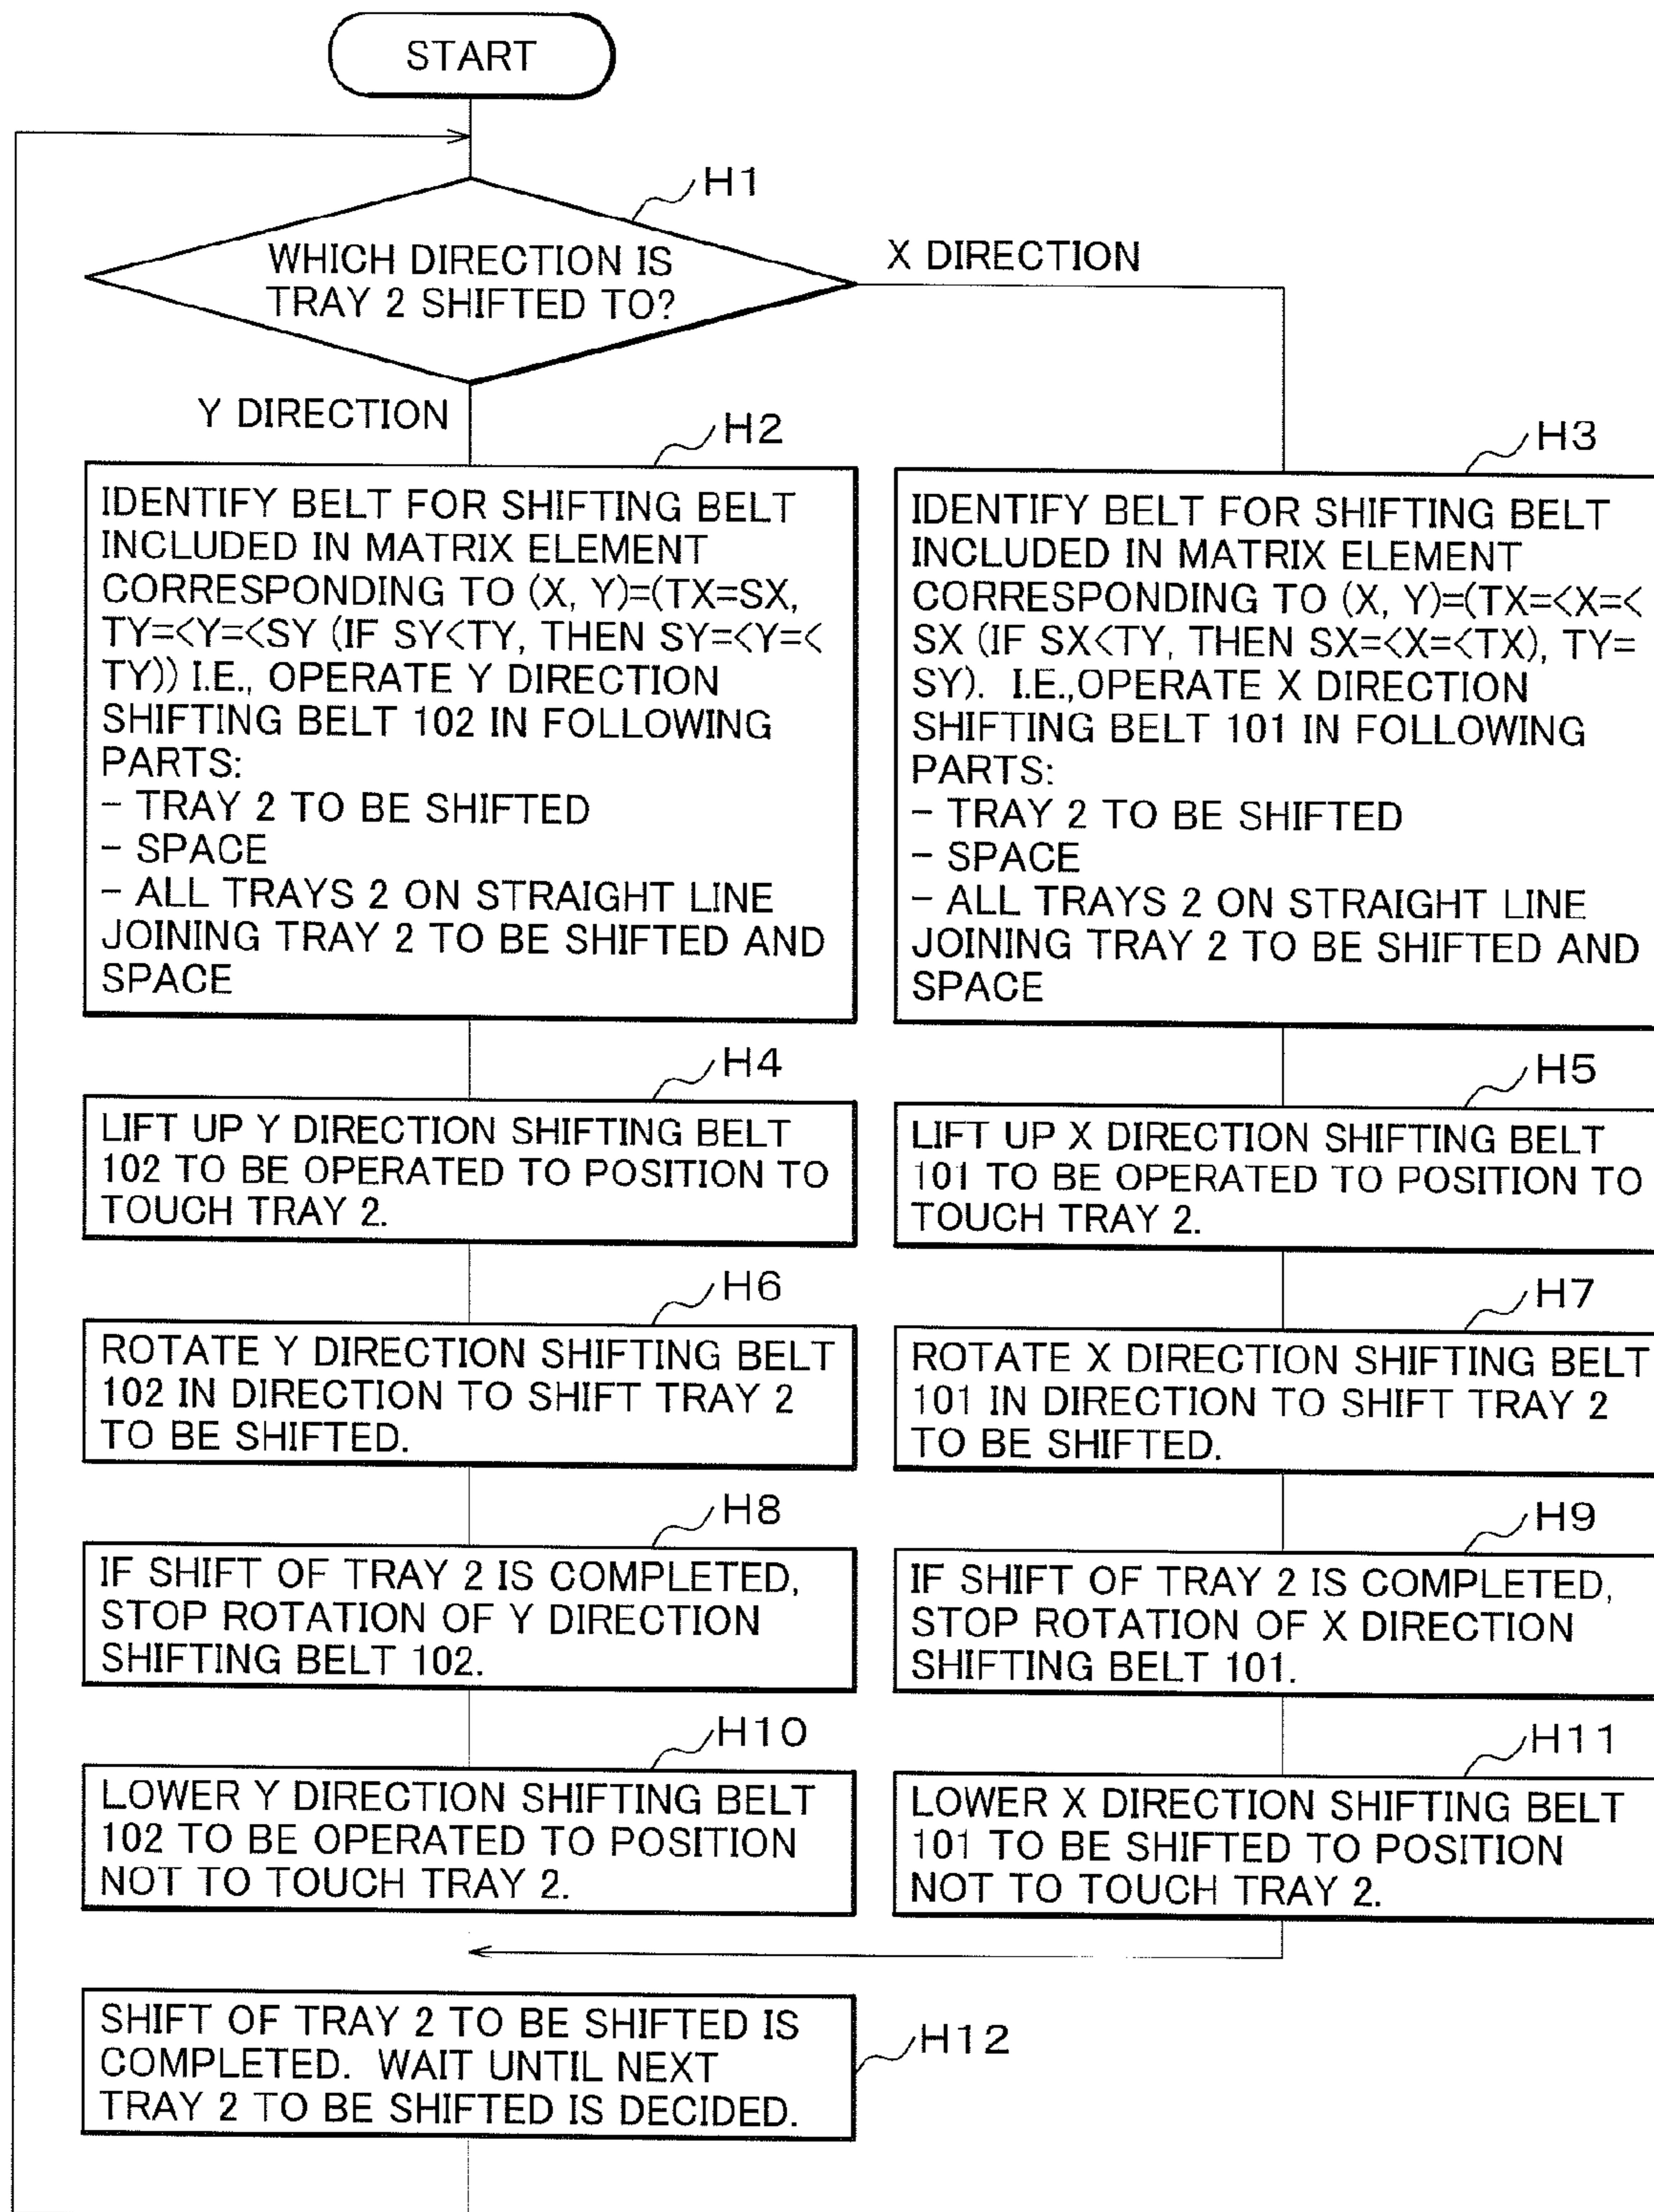 START
H1
WHICH DIRECTION IS
TRAY 2 SHIFTED TO?
X DIRECTION
Y DIRECTION
H2
IDENTIFY BELT FOR SHIFTING BELT
INCLUDED IN MATRIX ELEMENT
CORRESPONDING TO (X, Y)=(TX=SX,
TY=<Y=<SY (IF SY<TY, THEN SY=<Y=<
TY)) I.E., OPERATE Y DIRECTION
SHIFTING BELT 102 IN FOLLOWING
PARTS:
- TRAY 2 TO BE SHIFTED
- SPACE
- ALL TRAYS 2 ON STRAIGHT LINE
JOINING TRAY 2 TO BE SHIFTED AND
SPACE
H3
IDENTIFY BELT FOR SHIFTING BELT
INCLUDED IN MATRIX ELEMENT
CORRESPONDING TO (X, Y)=(TX=<X=<
SX (IF SX<TY, THEN SX=<X=<TX), TY=
SY). I.E.,OPERATE X DIRECTION
SHIFTING BELT 101 IN FOLLOWING
PARTS:
- TRAY 2 TO BE SHIFTED
- SPACE
- ALL TRAYS 2 ON STRAIGHT LINE
JOINING TRAY 2 TO BE SHIFTED AND
SPACE
H4
LIFT UP Y DIRECTION SHIFTING BELT
102 TO BE OPERATED TO POSITION TO
TOUCH TRAY 2.
H5
LIFT UP X DIRECTION SHIFTING BELT
101 TO BE OPERATED TO POSITION TO
TOUCH TRAY 2.
H6
ROTATE Y DIRECTION SHIFTING BELT
102 IN DIRECTION TO SHIFT TRAY 2
TO BE SHIFTED.
H7
ROTATE X DIRECTION SHIFTING BELT
101 IN DIRECTION TO SHIFT TRAY 2
TO BE SHIFTED.
H8
IF SHIFT OF TRAY 2 IS COMPLETED,
STOP ROTATION OF Y DIRECTION
SHIFTING BELT 102.
H9
IF SHIFT OF TRAY 2 IS COMPLETED,
STOP ROTATION OF X DIRECTION
SHIFTING BELT 101.
H10
LOWER Y DIRECTION SHIFTING BELT
102 TO BE OPERATED TO POSITION
NOT TO TOUCH TRAY 2.
H11
LOWER X DIRECTION SHIFTING BELT
101 TO BE SHIFTED TO POSITION
NOT TO TOUCH TRAY 2.
SHIFT OF TRAY 2 TO BE SHIFTED IS
COMPLETED. WAIT UNTIL NEXT
TRAY 2 TO BE SHIFTED IS DECIDED.
H12